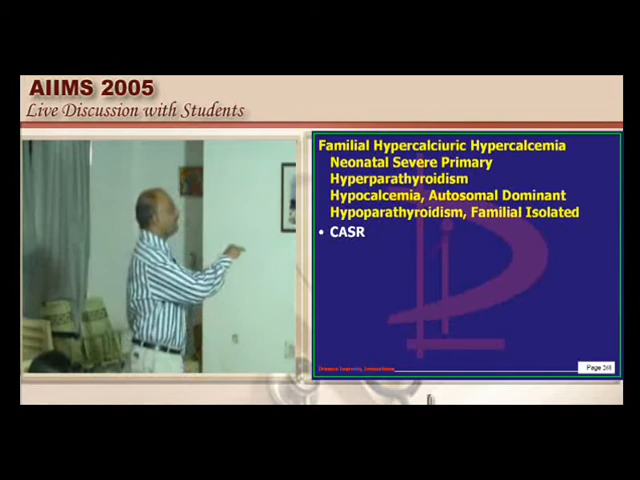 AIIMS 2005
Live Discussion with Students
Familial Hypercalciuric Hypercalcemia
Neonatal Severe Primary
Hyperparathyroidism
Hypocalcemia, Autosomal Dominant
Hypoparathyroidism, Familial Isolated
• CASR